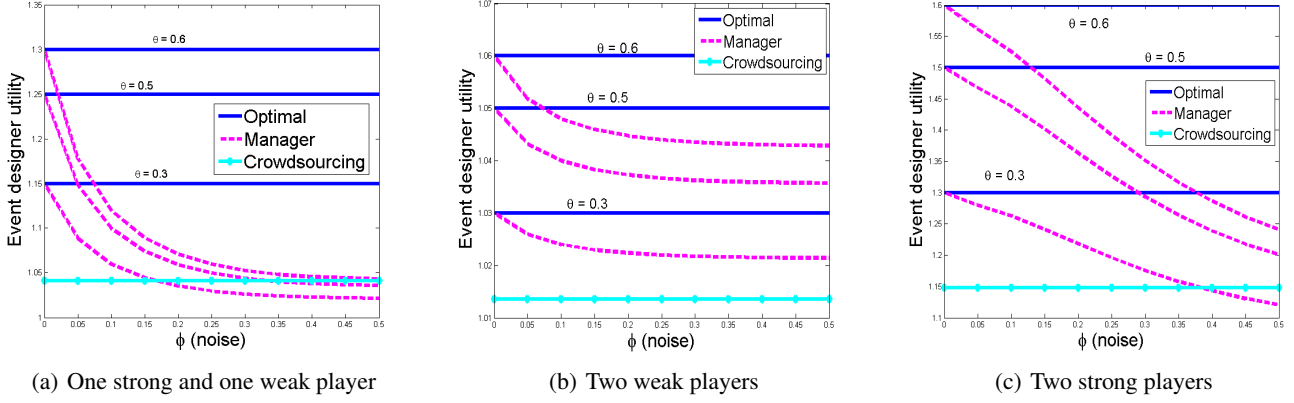 1.35
1.3
1.25
1.2
1.15
1.1
1.05
1
Event designer utility
θ = 0.6
θ = 0.5
θ = 0.3
Optimal
Manager
Crowdsourcing
0 0.05 0.1 0.15 0.2 0.25 0.3 0.35 0.4 0.45 0.5
ϕ (noise)
(a) One strong and one weak player
1.07
1.06
1.05
1.04
1.03
1.02
1.01
Event designer utility
θ = 0.6
θ = 0.5
θ = 0.3
Optimal
Manager
Crowdsourcing
0 0.05 0.1 0.15 0.2 0.25 0.3 0.35 0.4 0.45 0.5
ϕ (noise)
(b) Two weak players
1.6
1.55
1.5
1.45
1.4
1.35
1.3
1.25
1.2
1.15
1.1
Event designer utility
θ = 0.6
θ = 0.5
θ = 0.3
Optimal
Manager
Crowdsourcing
0 0.05 0.1 0.15 0.2 0.25 0.3 0.35 0.4 0.45 0.5
ϕ (noise)
(c) Two strong players